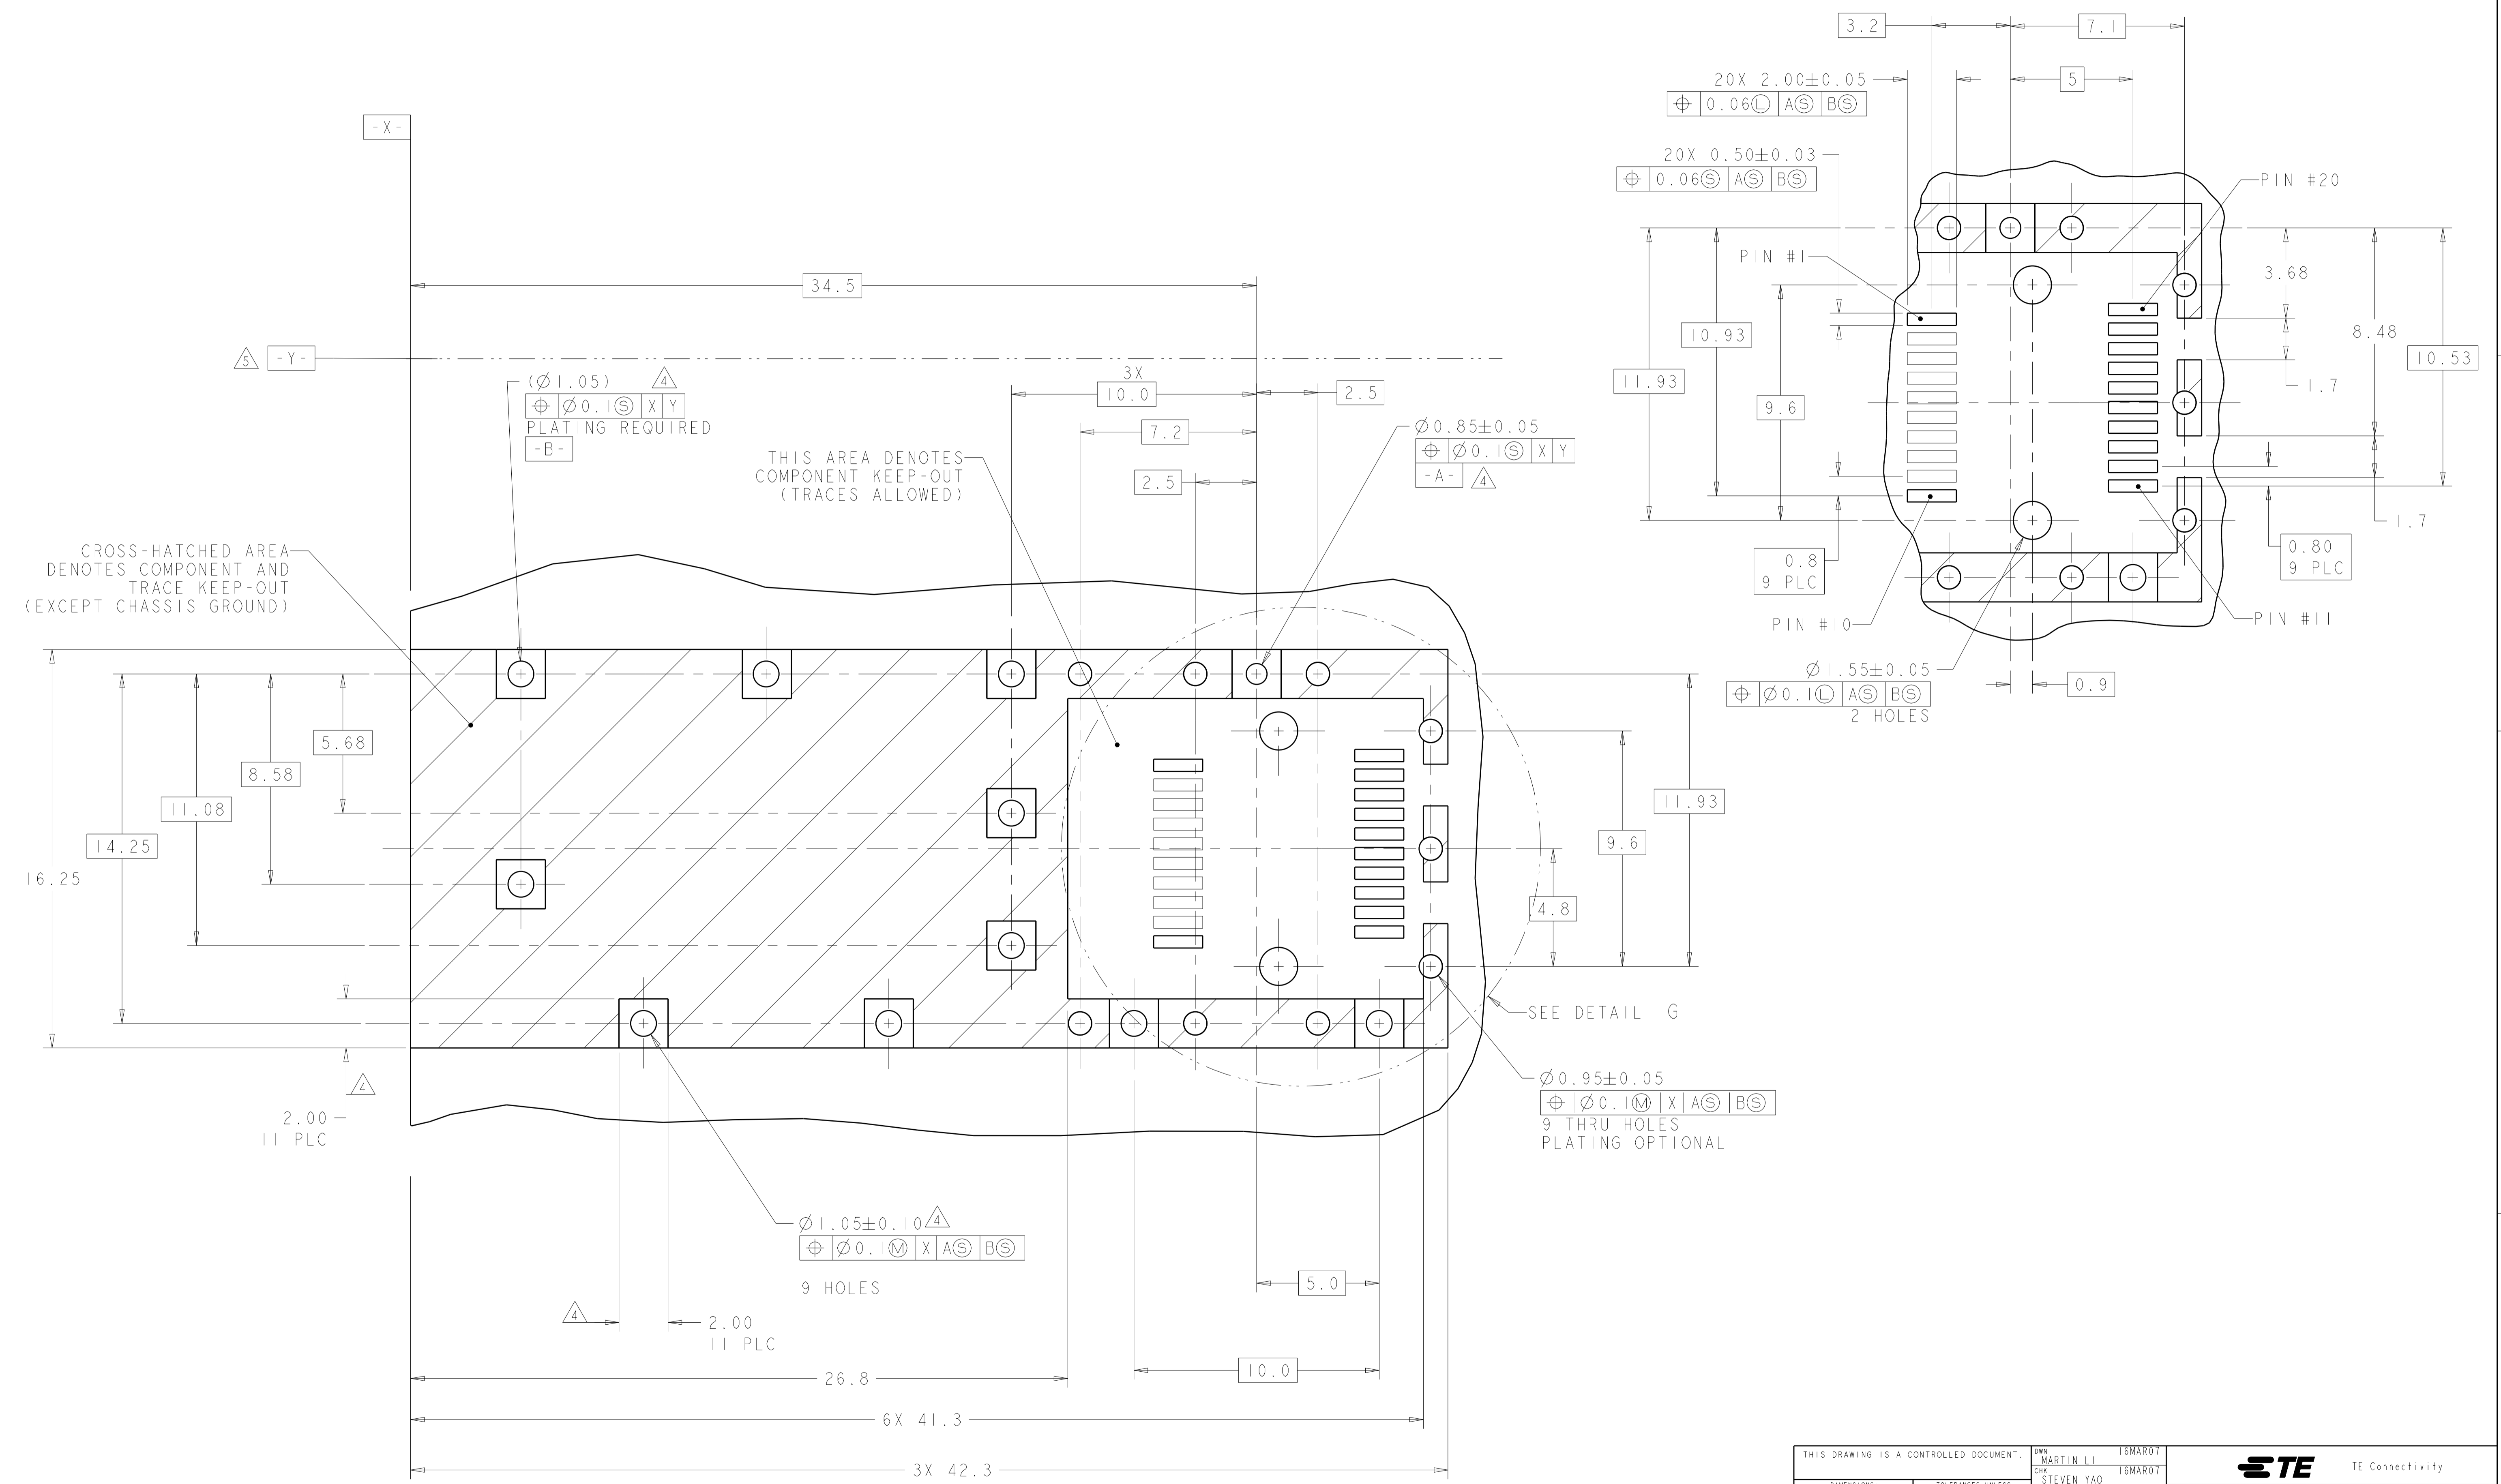 3.2
7.1
20X 2.00±0.05
5
⌖ 0.06Ⓛ AⓈ BⓈ
-X-
20X 0.50±0.03
⌖ 0.06Ⓢ AⓈ BⓈ
PIN #20
PIN #1
3.68
34.5
8.48
10.93
10.53
5
-Y-
11.93
1.7
9.6
(Ø1.05) 4
⌖ Ø0.1Ⓢ X Y
PLATING REQUIRED
-B-
3X
10.0
2.5
7.2
Ø0.85±0.05
⌖ Ø0.1Ⓢ X Y
-A- 4
THIS AREA DENOTES
COMPONENT KEEP-OUT
(TRACES ALLOWED)
2.5
1.7
0.8
9 PLC
0.80
9 PLC
CROSS-HATCHED AREA
DENOTES COMPONENT AND
TRACE KEEP-OUT
(EXCEPT CHASSIS GROUND)
PIN #10
PIN #11
Ø1.55±0.05
⌖ Ø0.1Ⓛ AⓈ BⓈ
2 HOLES
0.9
5.68
8.58
11.08
14.25
16.25
11.93
9.6
4.8
SEE DETAIL G
4
2.00
11 PLC
Ø0.95±0.05
⌖ Ø0.1Ⓜ X AⓈ BⓈ
9 THRU HOLES
PLATING OPTIONAL
Ø1.05±0.10 4
⌖ Ø0.1Ⓜ X AⓈ BⓈ
9 HOLES
5.0
4
2.00
11 PLC
10.0
26.8
6X 41.3
3X 42.3
THIS DRAWING IS A CONTROLLED DOCUMENT.
DWN 16MAR07
MARTIN LI
CHK 16MAR07
STEVEN YAO
TE
TE Connectivity
DIMENSIONS
TOLERANCES UNLESS